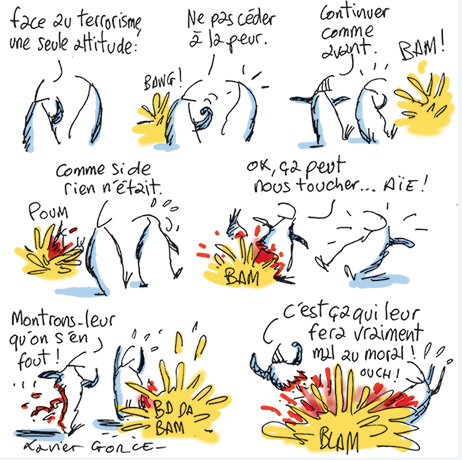 face au terrorisme,
une seule attitude:
Ne pas céder
à la peur.
BANG!
Continuer
comme
avant.
BAM!
Comme si de
rien n'était.
POUM
OK, ça peut
nous toucher... AÏE!
BAM
Montrons-leur
qu'on s'en
fout!
BA DA
BAM
C'est ça qui leur
fera vraiment
mal au moral!
OUCH!
BLAM
Xavier GORCE